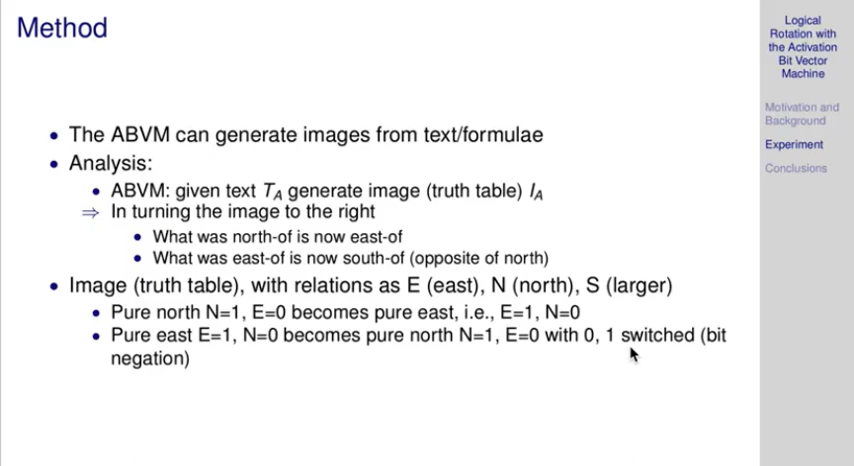 Method
• The ABVM can generate images from text/formulae
• Analysis:
• ABVM: given text TA generate image (truth table) IA
⇒ In turning the image to the right
• What was north-of is now east-of
• What was east-of is now south-of (opposite of north)
• Image (truth table), with relations as E (east), N (north), S (larger)
• Pure north N=1, E=0 becomes pure east, i.e., E=1, N=0
• Pure east E=1, N=0 becomes pure north N=1, E=0 with 0, 1 switched (bit
negation)
Logical
Rotation with
the Activation
Bit Vector
Machine
Motivation and
Background
Experiment
Conclusions